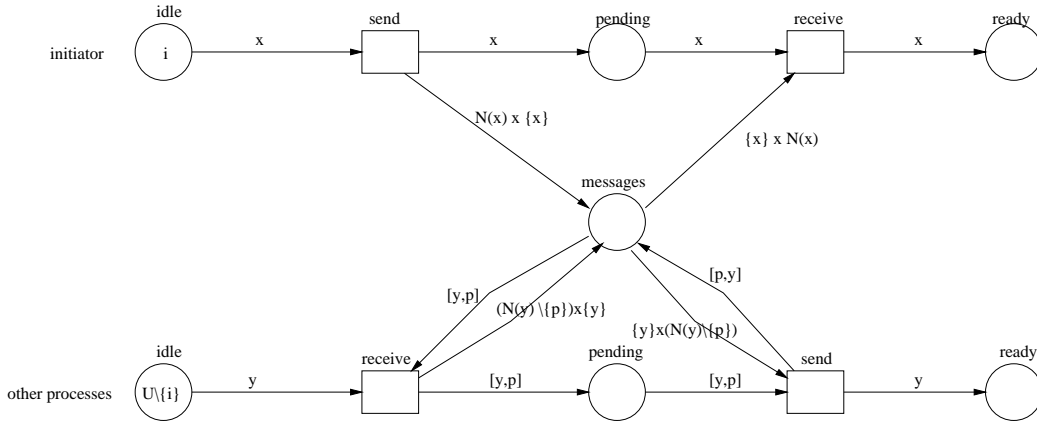 idle
send
pending
receive
ready
initiator
i
x
x
x
x
N(x) x {x}
{x} x N(x)
messages
[y,p]
(N(y) \{p})x{y}
[p,y]
{y}x(N(y)\{p})
idle
receive
pending
send
ready
other processes
U\{i}
y
[y,p]
[y,p]
y